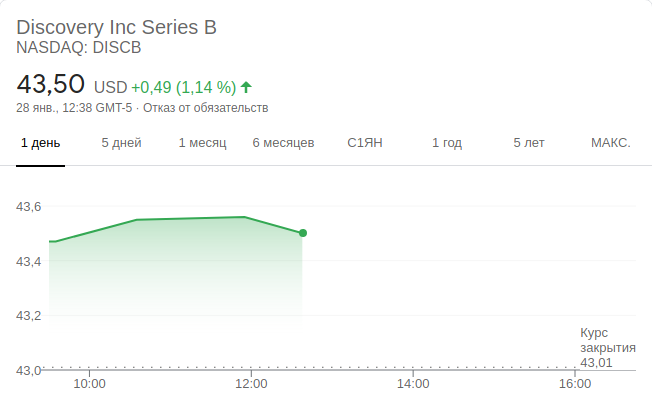 Discovery Inc Series B
NASDAQ: DISCB
43,50 USD +0,49 (1,14 %)
28 янв., 12:38 GMT-5 · Отказ от обязательств
1 день 5 дней 1 месяц 6 месяцев С1ЯН 1 год 5 лет МАКС.
43,6
43,4
43,2
Курс
закрытия
43,01
43,0
10:00 12:00 14:00 16:00